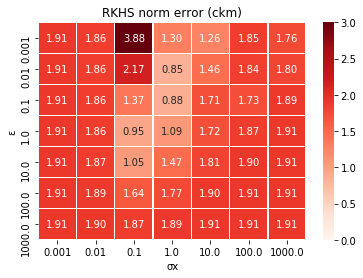 RKHS norm error (ckm)
0.001 1.91 1.86 3.88 1.30 1.26 1.85 1.76
0.01 1.91 1.86 2.17 0.85 1.46 1.84 1.80
0.1 1.91 1.86 1.37 0.88 1.71 1.73 1.89
1.0 1.91 1.86 0.95 1.09 1.72 1.87 1.91
10.0 1.91 1.87 1.05 1.47 1.81 1.90 1.91
100.0 1.91 1.89 1.64 1.77 1.90 1.91 1.91
1000.0 1.91 1.90 1.87 1.89 1.91 1.91 1.91
ε
0.001 0.01 0.1 1.0 10.0 100.0 1000.0
σx
3.0
2.5
2.0
1.5
1.0
0.5
0.0